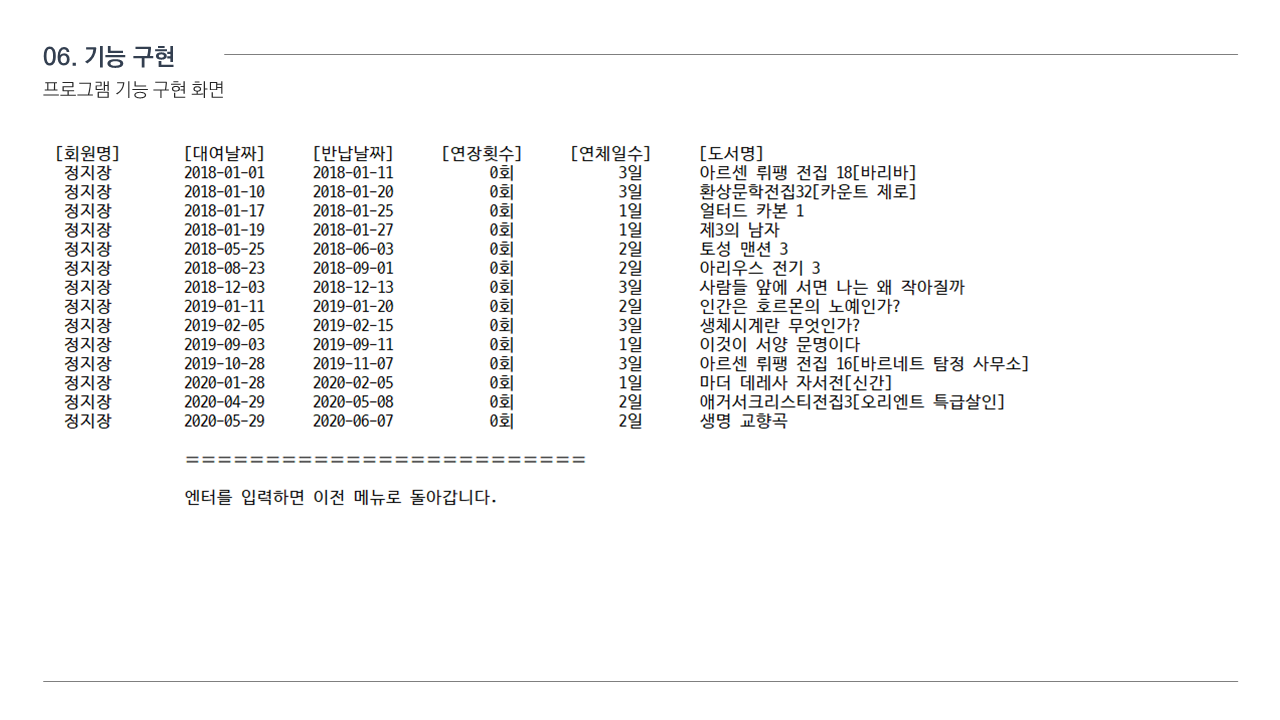 06. 기능 구현
프로그램 기능 구현 화면
[회원명] [대여날짜] [반납날짜] [연장횟수] [연체일수] [도서명]
정지장 2018-01-01 2018-01-11 0회 3일 아르센 뤼팽 전집 18[바리바]
정지장 2018-01-10 2018-01-20 0회 3일 환상문학전집32[카운트 제로]
정지장 2018-01-17 2018-01-25 0회 1일 얼터드 카본 1
정지장 2018-01-19 2018-01-27 0회 1일 제3의 남자
정지장 2018-05-25 2018-06-03 0회 2일 토성 맨션 3
정지장 2018-08-23 2018-09-01 0회 2일 아리우스 전기 3
정지장 2018-12-03 2018-12-13 0회 3일 사람들 앞에 서면 나는 왜 작아질까
정지장 2019-01-11 2019-01-20 0회 2일 인간은 호르몬의 노예인가?
정지장 2019-02-05 2019-02-15 0회 3일 생체시계란 무엇인가?
정지장 2019-09-03 2019-09-11 0회 1일 이것이 서양 문명이다
정지장 2019-10-28 2019-11-07 0회 3일 아르센 뤼팽 전집 16[바르네트 탐정 사무소]
정지장 2020-01-28 2020-02-05 0회 1일 마더 데레사 자서전[신간]
정지장 2020-04-29 2020-05-08 0회 2일 애거서크리스티전집3[오리엔트 특급살인]
정지장 2020-05-29 2020-06-07 0회 2일 생명 교향곡
=========================
엔터를 입력하면 이전 메뉴로 돌아갑니다.